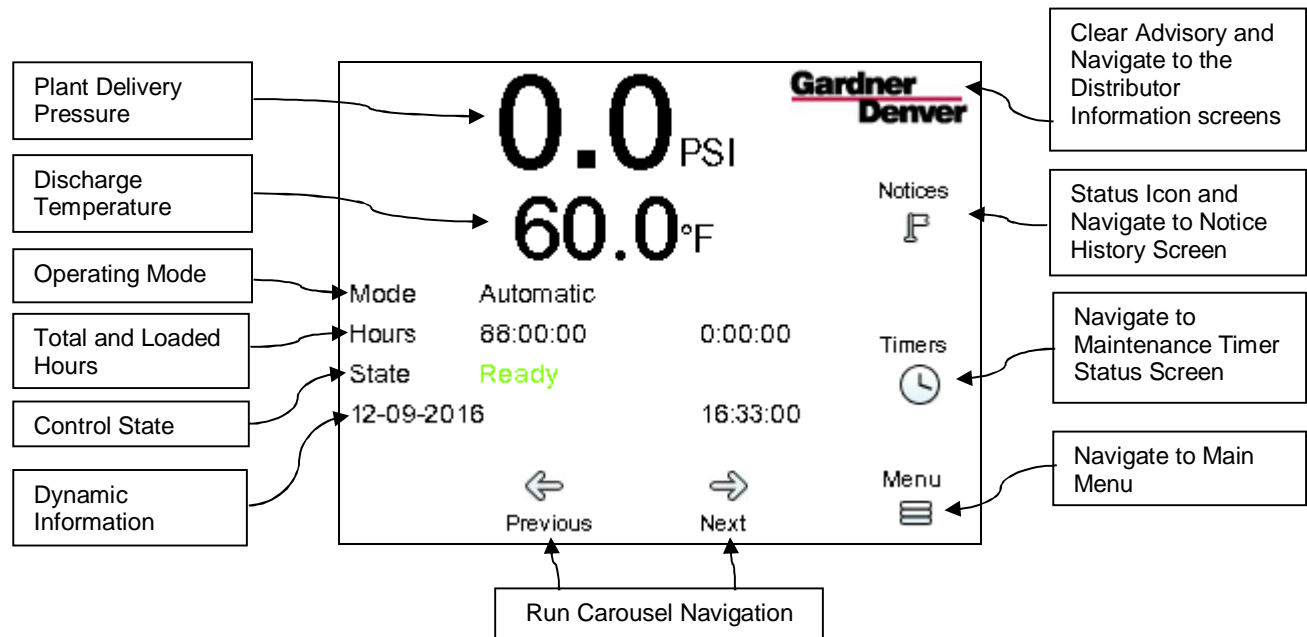 Plant Delivery
Pressure
Discharge
Temperature
Operating Mode
Total and Loaded
Hours
Control State
Dynamic
Information
0.0 PSI
60.0 °F
Mode Automatic
Hours 88:00:00 0:00:00
State Ready
12-09-2016 16:33:00
Previous
Next
Gardner
Denver
Notices
Timers
Menu
Clear Advisory and
Navigate to the
Distributor
Information screens
Status Icon and
Navigate to Notice
History Screen
Navigate to
Maintenance Timer
Status Screen
Navigate to Main
Menu
Run Carousel Navigation